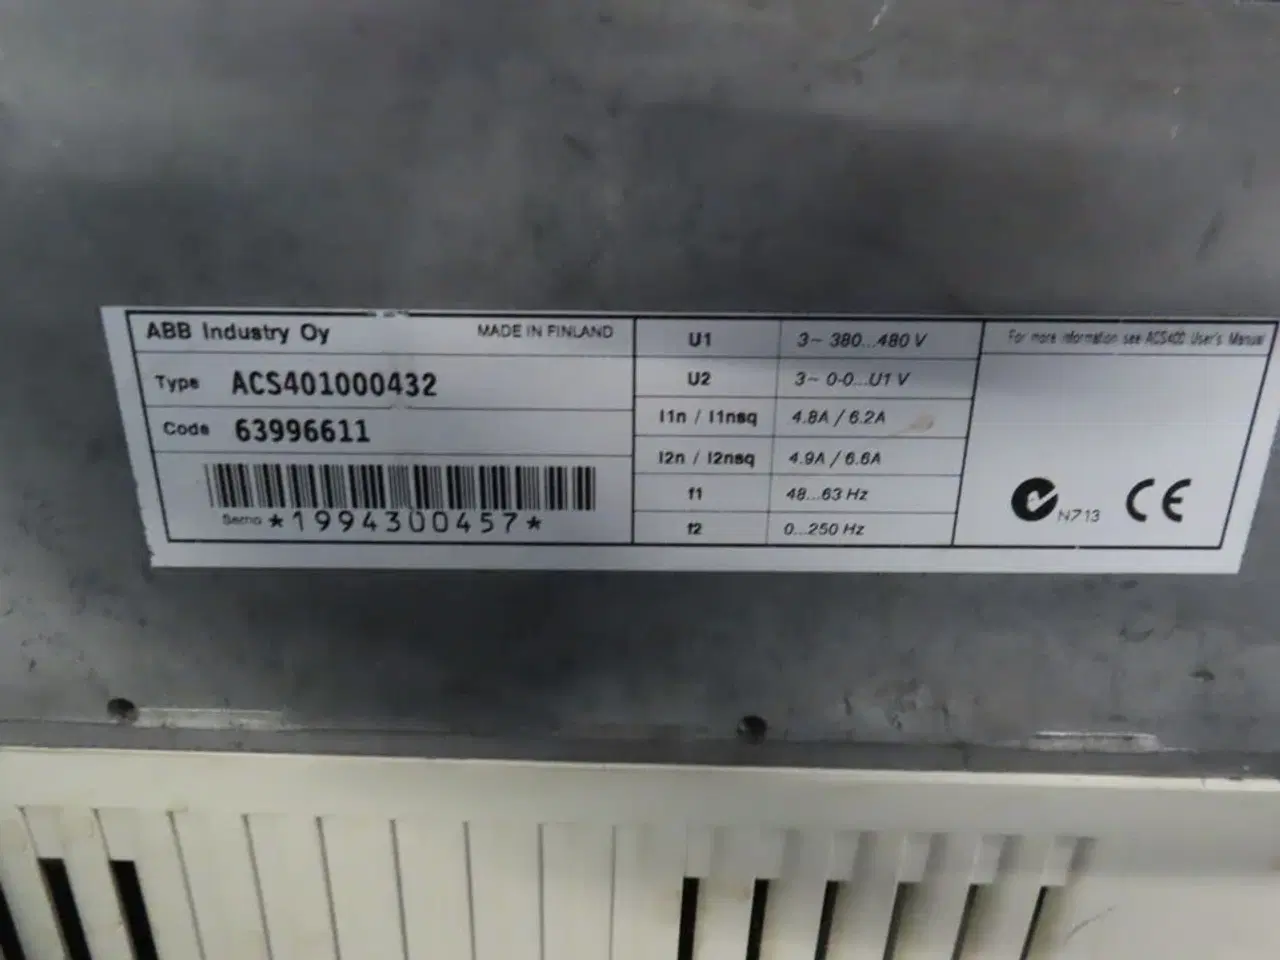 ABB Industry Oy MADE IN FINLAND
Type ACS401000432
Code 63996611
Serno *1994300457*
U1 3~ 380...480 V
U2 3~ 0-0...U1 V
I1n / I1nsq 4.8A / 6.2A
I2n / I2nsq 4.9A / 6.6A
f1 48...63 Hz
f2 0...250 Hz
For more information see ACS400 User's Manual
N713 CE